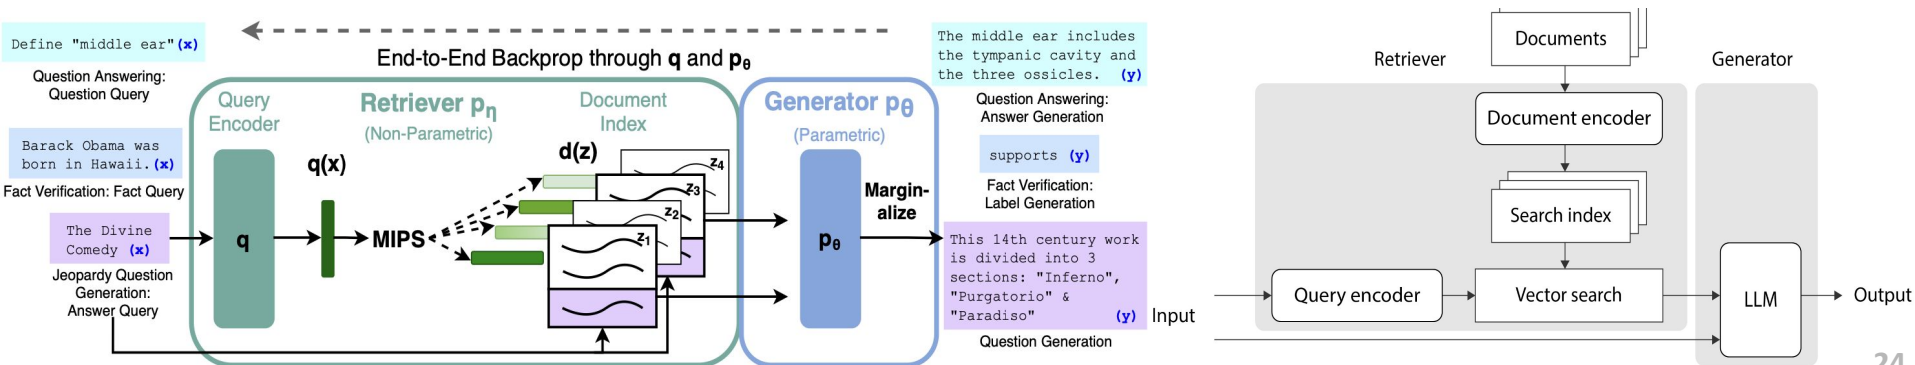 Define "middle ear"(x)
Question Answering:
Question Query
Barack Obama was
born in Hawaii.(x)
Fact Verification: Fact Query
The Divine
Comedy (x)
Jeopardy Question
Generation:
Answer Query
End-to-End Backprop through q and pθ
Query
Encoder
Retriever pη
(Non-Parametric)
Document
Index
q
q(x)
MIPS
d(z)
z4
z3
z2
z1
Generator pθ
(Parametric)
pθ
Margin-
alize
The middle ear includes
the tympanic cavity and
the three ossicles. (y)
Question Answering:
Answer Generation
supports (y)
Fact Verification:
Label Generation
This 14th century work
is divided into 3
sections: "Inferno",
"Purgatorio" &
"Paradiso" (y)
Question Generation
Input
Retriever
Documents
Document encoder
Search index
Query encoder
Vector search
Generator
LLM
Output
24